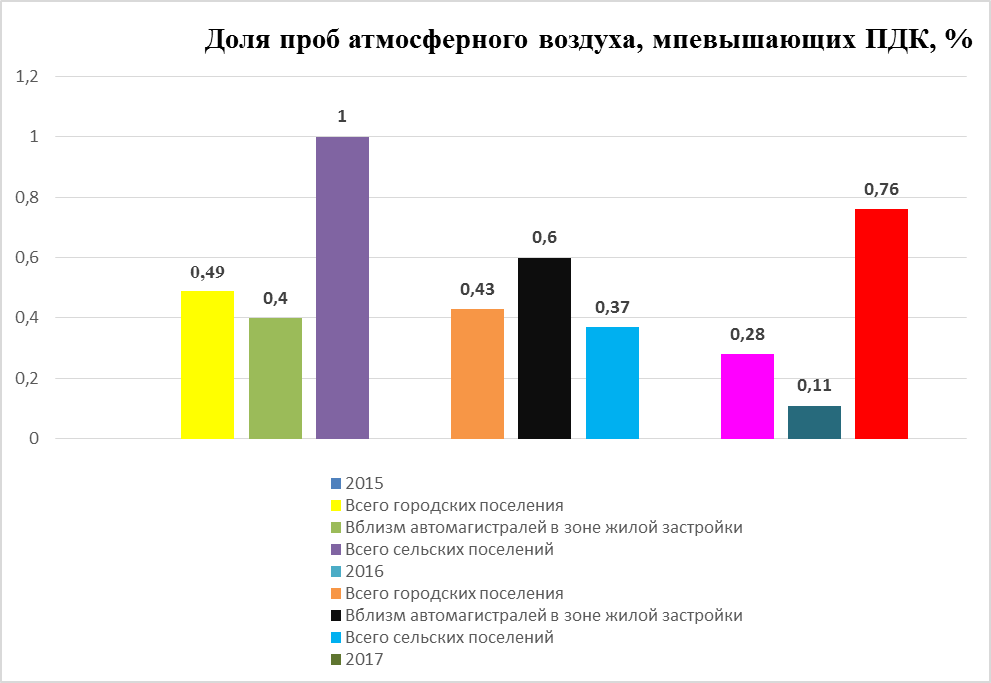 Доля проб атмосферного воздуха, мпевышающих ПДК, %
1,2
1
0,8
0,6
0,4
0,2
0
0,49
0,4
1
0,43
0,6
0,37
0,28
0,11
0,76
2015
Всего городских поселения
Вблизм автомагистралей в зоне жилой застройки
Всего сельских поселений
2016
Всего городских поселения
Вблизм автомагистралей в зоне жилой застройки
Всего сельских поселений
2017